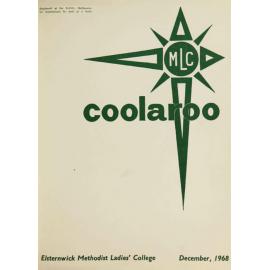 MLC
coolaroo
Elsternwick Methodist Ladies' College December, 1968